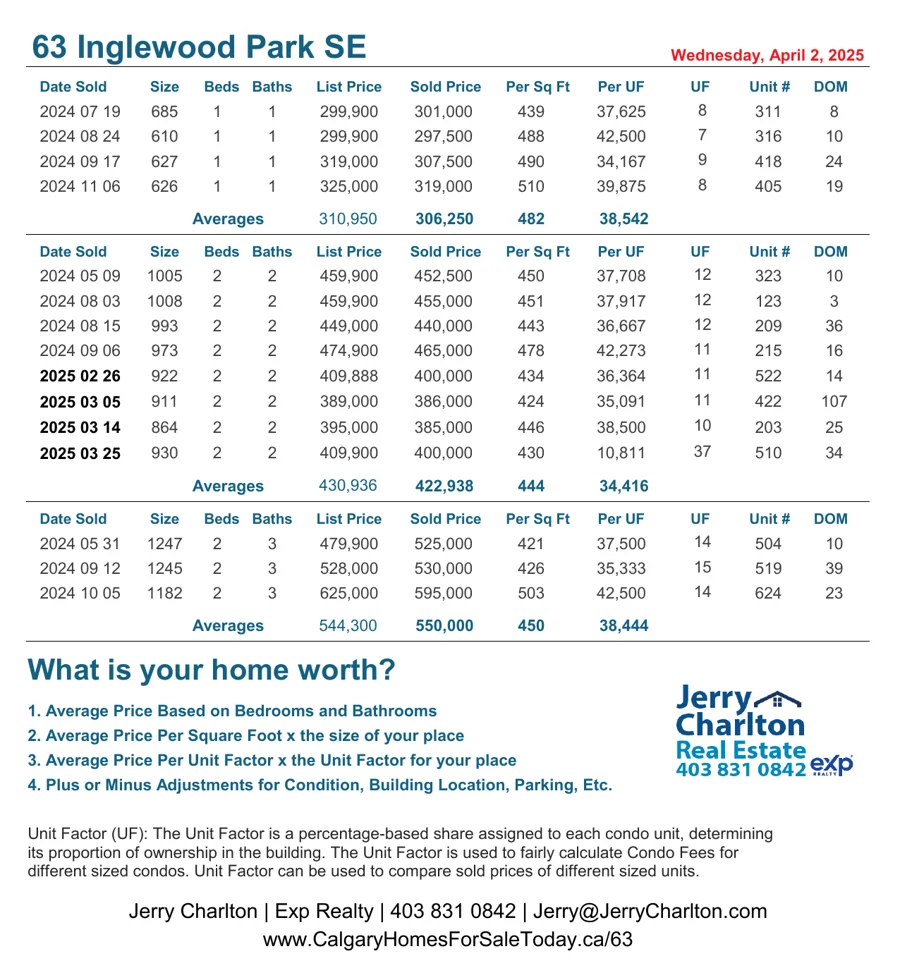 63 Inglewood Park SE
Wednesday, April 2, 2025
Date Sold Size Beds Baths List Price Sold Price Per Sq Ft Per UF UF Unit # DOM
2024 07 19 685 1 1 299,900 301,000 439 37,625 8 311 8
2024 08 24 610 1 1 299,900 297,500 488 42,500 7 316 10
2024 09 17 627 1 1 319,000 307,500 490 34,167 9 418 24
2024 11 06 626 1 1 325,000 319,000 510 39,875 8 405 19
Averages 310,950 306,250 482 38,542
Date Sold Size Beds Baths List Price Sold Price Per Sq Ft Per UF UF Unit # DOM
2024 05 09 1005 2 2 459,900 452,500 450 37,708 12 323 10
2024 08 03 1008 2 2 459,900 455,000 451 37,917 12 123 3
2024 08 15 993 2 2 449,000 440,000 443 36,667 12 209 36
2024 09 06 973 2 2 474,900 465,000 478 42,273 11 215 16
2025 02 26 922 2 2 409,888 400,000 434 36,364 11 522 14
2025 03 05 911 2 2 389,000 386,000 424 35,091 11 422 107
2025 03 14 864 2 2 395,000 385,000 446 38,500 10 203 25
2025 03 25 930 2 2 409,900 400,000 430 10,811 37 510 34
Averages 430,936 422,938 444 34,416
Date Sold Size Beds Baths List Price Sold Price Per Sq Ft Per UF UF Unit # DOM
2024 05 31 1247 2 3 479,900 525,000 421 37,500 14 504 10
2024 09 12 1245 2 3 528,000 530,000 426 35,333 15 519 39
2024 10 05 1182 2 3 625,000 595,000 503 42,500 14 624 23
Averages 544,300 550,000 450 38,444
What is your home worth?
1. Average Price Based on Bedrooms and Bathrooms
2. Average Price Per Square Foot x the size of your place
3. Average Price Per Unit Factor x the Unit Factor for your place
4. Plus or Minus Adjustments for Condition, Building Location, Parking, Etc.
Jerry
Charlton
Real Estate
403 831 0842
exp
REALTY
Unit Factor (UF): The Unit Factor is a percentage-based share assigned to each condo unit, determining
its proportion of ownership in the building. The Unit Factor is used to fairly calculate Condo Fees for
different sized condos. Unit Factor can be used to compare sold prices of different sized units.
Jerry Charlton | Exp Realty | 403 831 0842 | Jerry@JerryCharlton.com
www.CalgaryHomesForSaleToday.ca/63